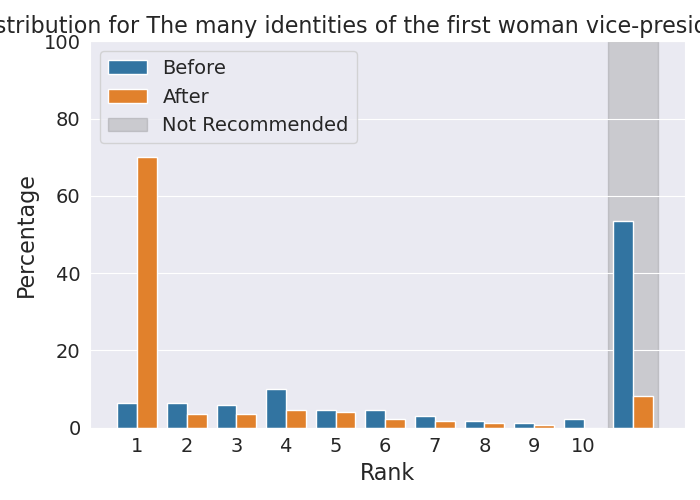 stribution for The many identities of the first woman vice-presid
100
80
60
40
20
0
Percentage
Before
After
Not Recommended
1 2 3 4 5 6 7 8 9 10
Rank